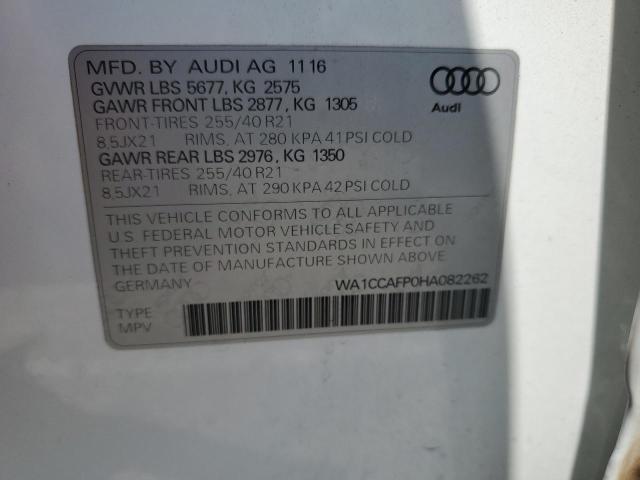 MFD. BY AUDI AG 1116
GVWR LBS 5677, KG 2575
GAWR FRONT LBS 2877, KG 1305
FRONT-TIRES 255/40 R21
8,5JX21 RIMS, AT 280 KPA 41 PSI COLD
GAWR REAR LBS 2976, KG 1350
REAR-TIRES 255/40 R21
8,5JX21 RIMS, AT 290 KPA 42 PSI COLD
Audi
THIS VEHICLE CONFORMS TO ALL APPLICABLE
U.S. FEDERAL MOTOR VEHICLE SAFETY AND
THEFT PREVENTION STANDARDS IN EFFECT ON
THE DATE OF MANUFACTURE SHOWN ABOVE.
GERMANY WA1CCAFP0HA082262
TYPE
MPV